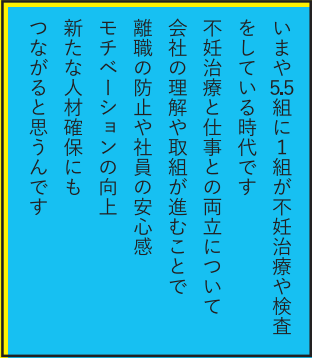 いまや5.5組に1組が不妊治療や検査
をしている時代です
不妊治療と仕事との両立について
会社の理解や取組が進むことで
離職の防止や社員の安心感
モチベーションの向上
新たな人材確保にも
つながると思うんです